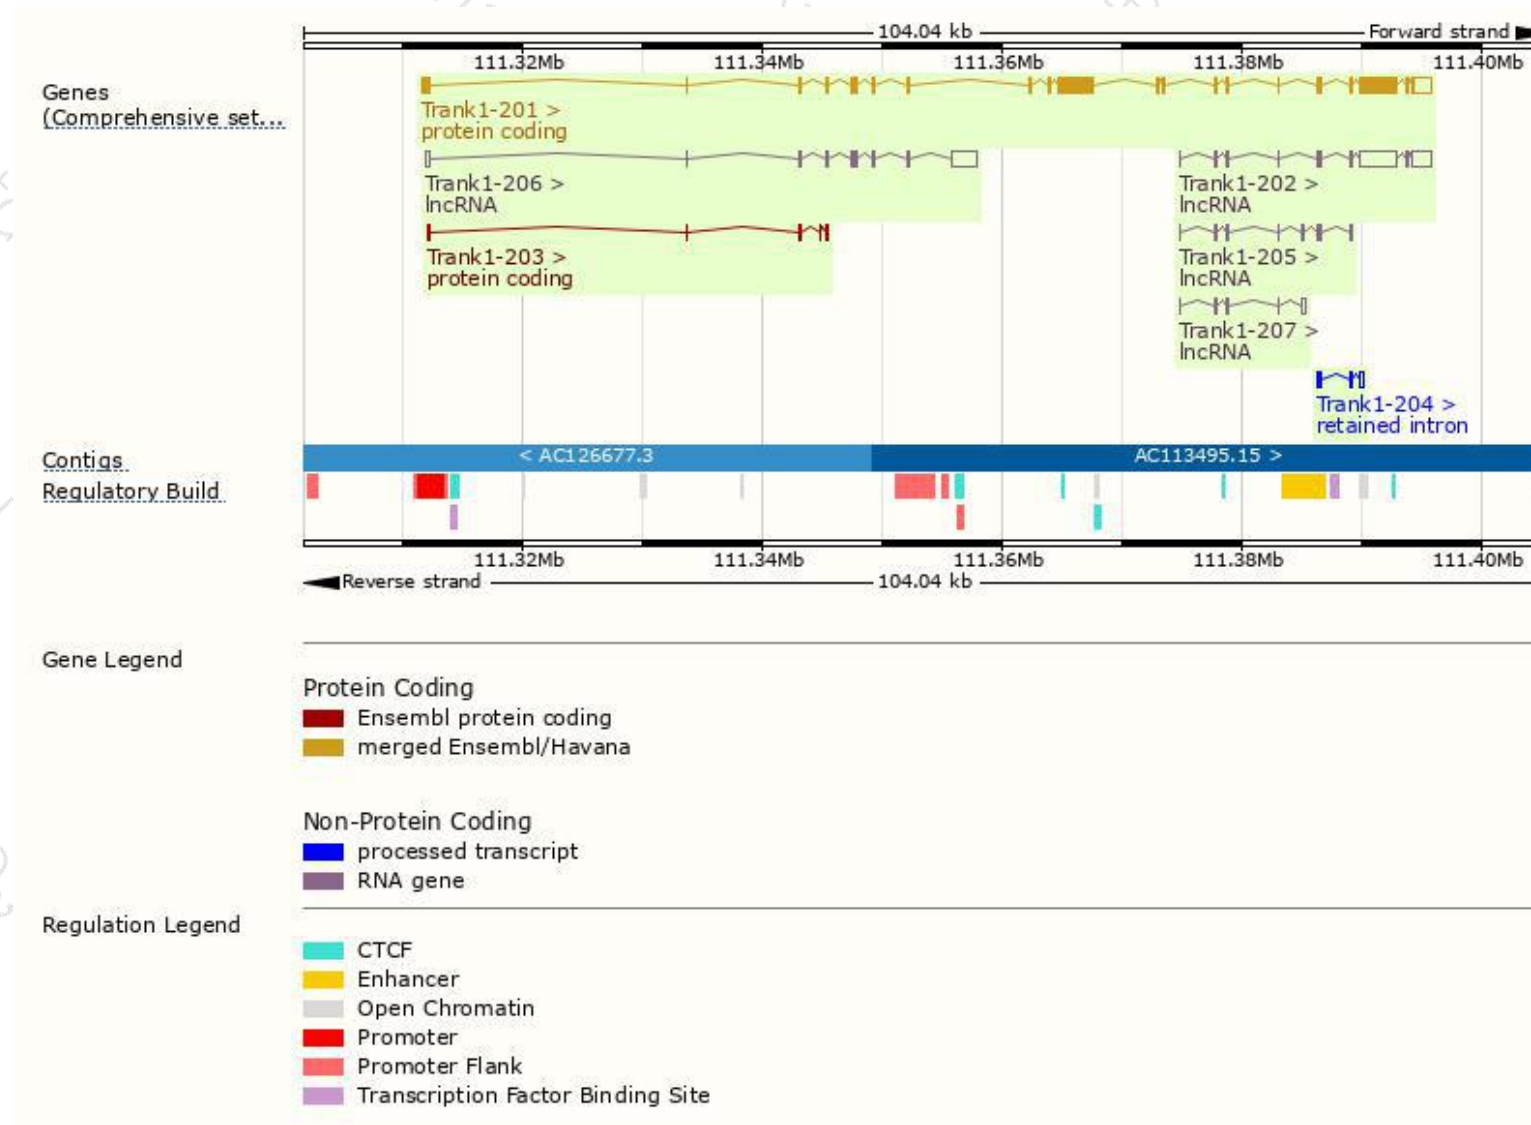 104.04 kb Forward strand
111.32Mb 111.34Mb 111.36Mb 111.38Mb 111.40Mb
Genes
(Comprehensive set...
Trank1-201 >
protein coding
Trank1-206 >
lncRNA
Trank1-202 >
lncRNA
Trank1-203 >
protein coding
Trank1-205 >
lncRNA
Trank1-207 >
lncRNA
Trank1-204 >
retained intron
Contigs
< AC126677.3 AC113495.15 >
Regulatory Build
111.32Mb 111.34Mb 111.36Mb 111.38Mb 111.40Mb
Reverse strand 104.04 kb
Gene Legend
Protein Coding
Ensembl protein coding
merged Ensembl/Havana
Non-Protein Coding
processed transcript
RNA gene
Regulation Legend
CTCF
Enhancer
Open Chromatin
Promoter
Promoter Flank
Transcription Factor Binding Site